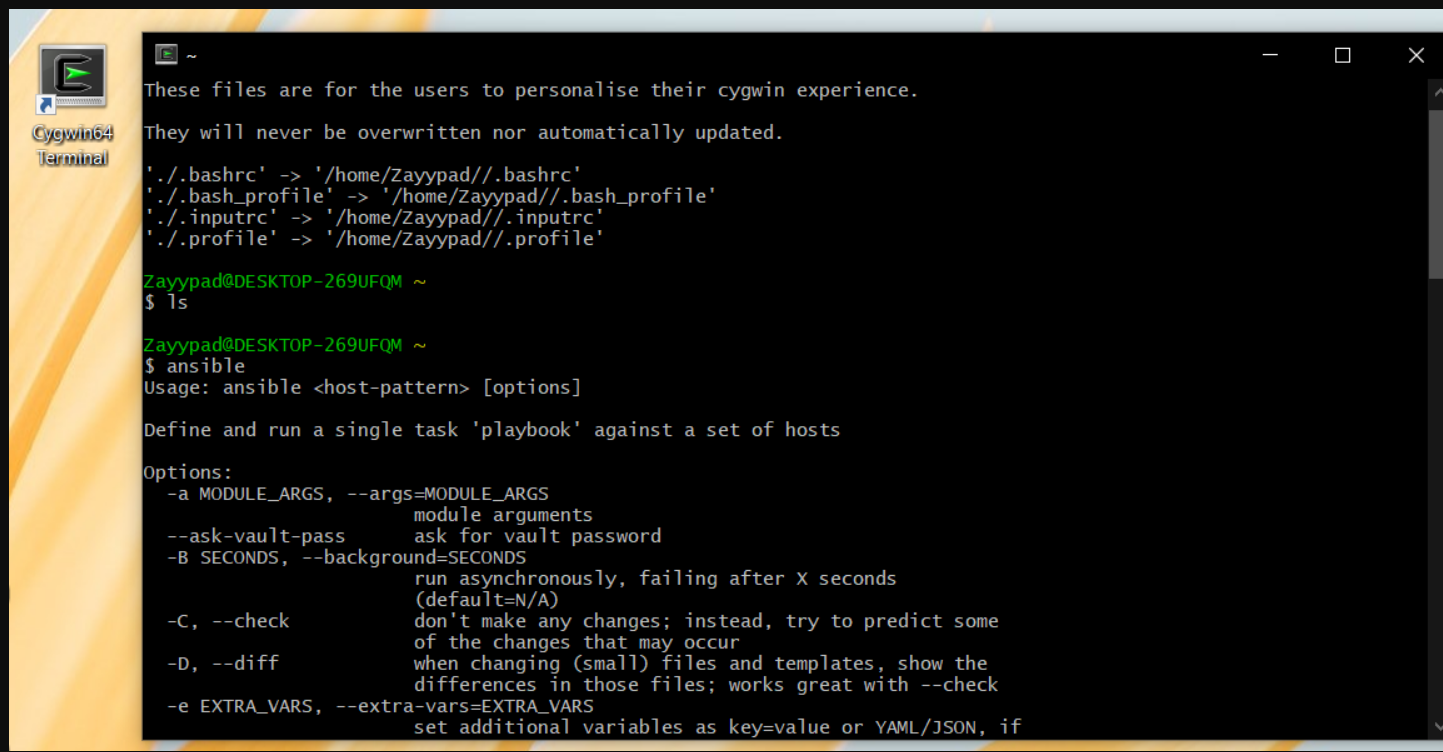 Cygwin64
Terminal
~
These files are for the users to personalise their cygwin experience.
They will never be overwritten nor automatically updated.
'./.bashrc' -> '/home/Zayypad//.bashrc'
'./.bash_profile' -> '/home/Zayypad//.bash_profile'
'./.inputrc' -> '/home/Zayypad//.inputrc'
'./.profile' -> '/home/Zayypad//.profile'
Zayypad@DESKTOP-269UFQM ~
$ ls
Zayypad@DESKTOP-269UFQM ~
$ ansible
Usage: ansible <host-pattern> [options]
Define and run a single task 'playbook' against a set of hosts
Options:
  -a MODULE_ARGS, --args=MODULE_ARGS
                        module arguments
  --ask-vault-pass      ask for vault password
  -B SECONDS, --background=SECONDS
                        run asynchronously, failing after X seconds
                        (default=N/A)
  -C, --check           don't make any changes; instead, try to predict some
                        of the changes that may occur
  -D, --diff            when changing (small) files and templates, show the
                        differences in those files; works great with --check
  -e EXTRA_VARS, --extra-vars=EXTRA_VARS
                        set additional variables as key=value or YAML/JSON, if